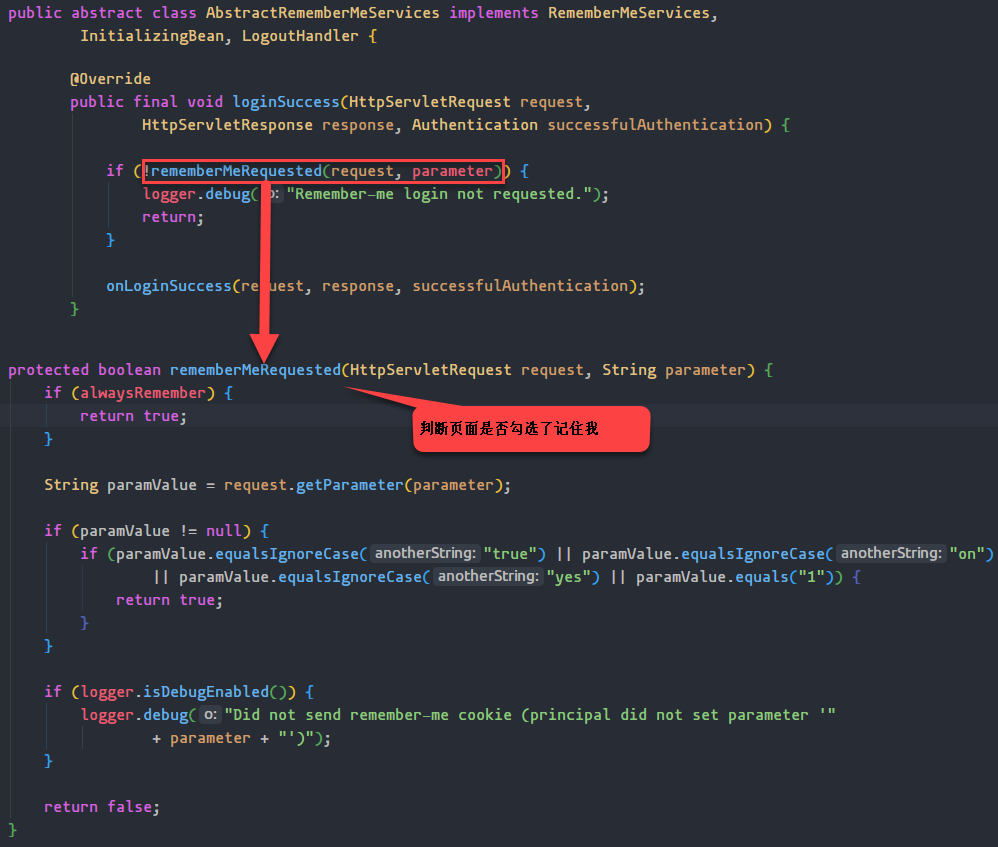 public abstract class AbstractRememberMeServices implements RememberMeServices,
InitializingBean, LogoutHandler {
@Override
public final void loginSuccess(HttpServletRequest request,
HttpServletResponse response, Authentication successfulAuthentication) {
if (!rememberMeRequested(request, parameter)) {
logger.debug( o: "Remember-me login not requested.");
return;
}
onLoginSuccess(request, response, successfulAuthentication);
}
protected boolean rememberMeRequested(HttpServletRequest request, String parameter) {
if (alwaysRemember) {
return true;
}
判断页面是否勾选了记住我
String paramValue = request.getParameter(parameter);
if (paramValue != null) {
if (paramValue.equalsIgnoreCase( anotherString: "true") || paramValue.equalsIgnoreCase( anotherString: "on")
|| paramValue.equalsIgnoreCase( anotherString: "yes") || paramValue.equals("1")) {
return true;
}
}
if (logger.isDebugEnabled()) {
logger.debug( o: "Did not send remember-me cookie (principal did not set parameter '"
+ parameter + "')");
}
return false;
}